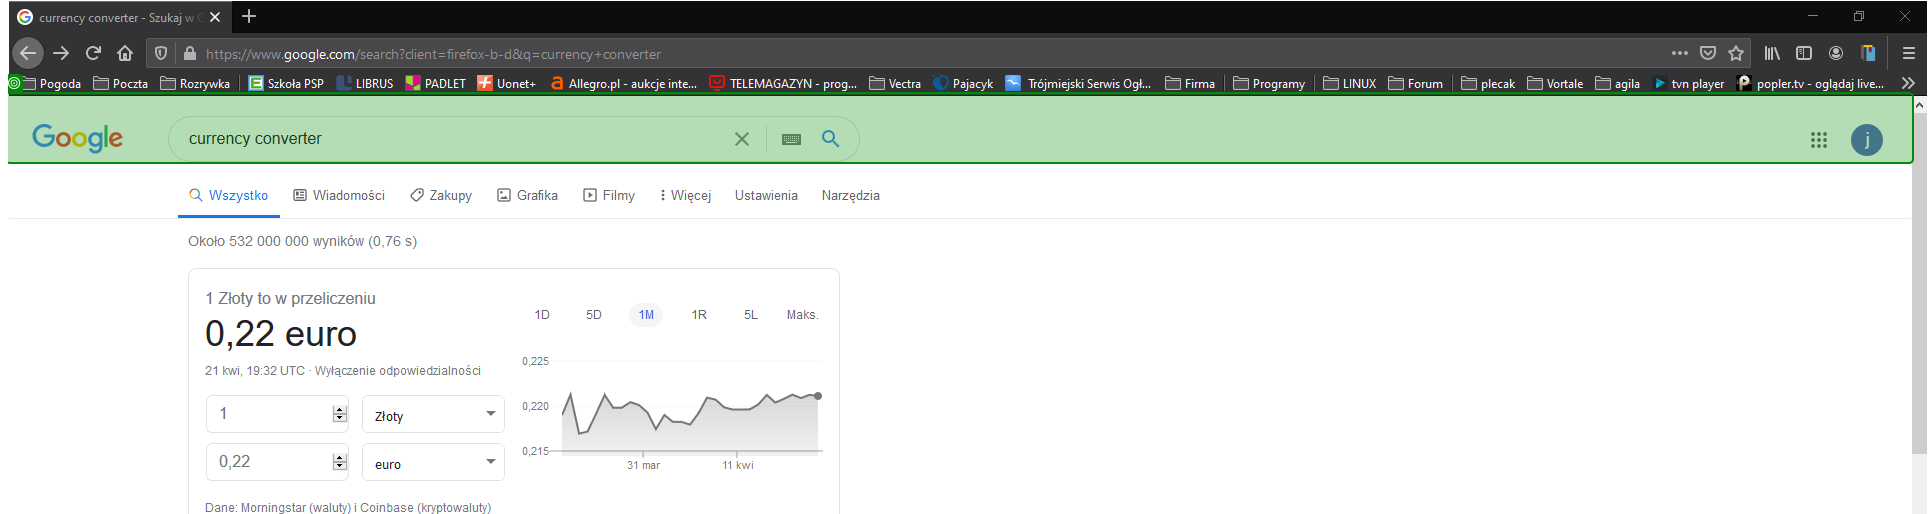 currency converter - Szukaj w G
https://www.google.com/search?client=firefox-b-d&q=currency+converter
Pogoda Poczta Rozrywka Szkoła PSP LIBRUS PADLET Uonet+ Allegro.pl - aukcje inte... TELEMAGAZYN - prog... Vectra Pajacyk Trójmiejski Serwis Ogł... Firma Programy LINUX Forum plecak Vortale agila tvn player popler.tv - oglądaj live...
Google currency converter j
Wszystko Wiadomości Zakupy Grafika Filmy Więcej Ustawienia Narzędzia
Około 532 000 000 wyników (0,76 s)
1 Złoty to w przeliczeniu
0,22 euro
21 kwi, 19:32 UTC · Wyłączenie odpowiedzialności
1 Złoty
0,22 euro
1D 5D 1M 1R 5L Maks.
0,225
0,220
0,215
31 mar 11 kwi
Dane: Morningstar (waluty) i Coinbase (kryptowaluty)